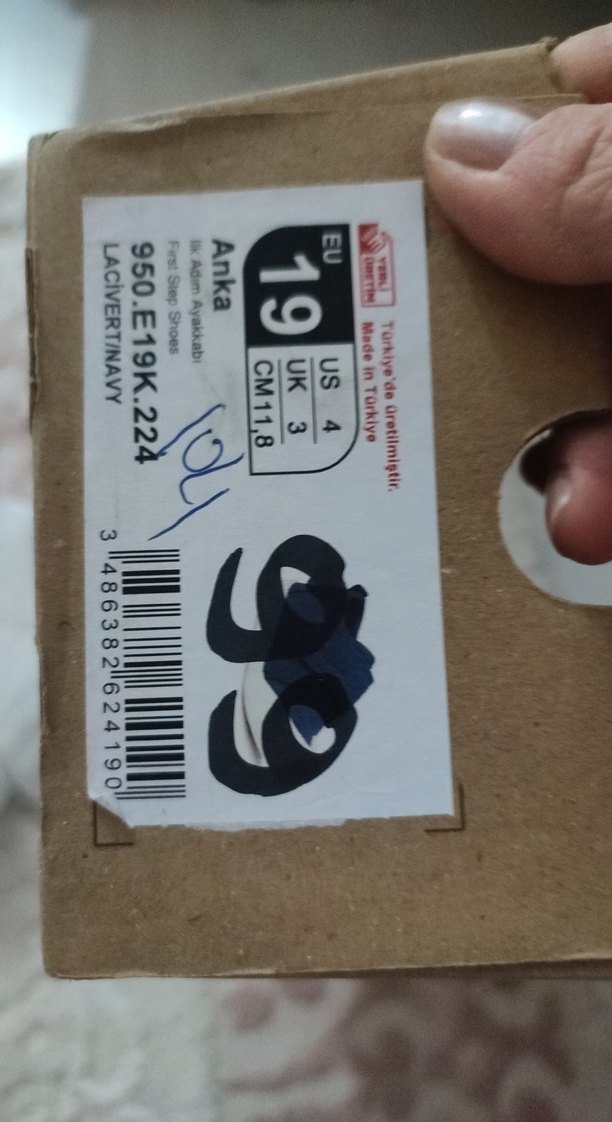 YERLİ
ÜRETİM
Türkiye'de üretilmiştir.
Made in Türkiye
EU
19
US 4
UK 3
CM 11,8
Anka
İlk Adım Ayakkabı
First Step Shoes
950.E19K.224
LACİVERT/NAVY
99
3 486382 624190